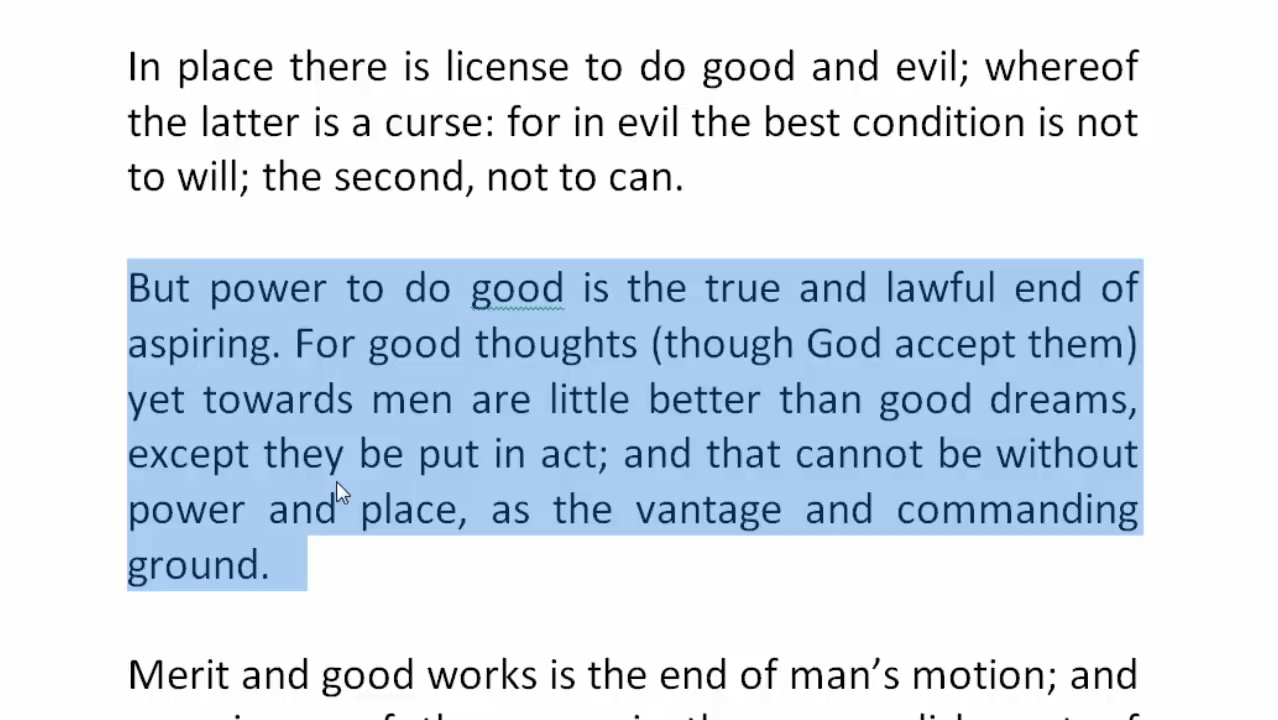 In place there is license to do good and evil; whereof
the latter is a curse: for in evil the best condition is not
to will; the second, not to can.
But power to do good is the true and lawful end of
aspiring. For good thoughts (though God accept them)
yet towards men are little better than good dreams,
except they be put in act; and that cannot be without
power and place, as the vantage and commanding
ground.
Merit and good works is the end of man’s motion; and